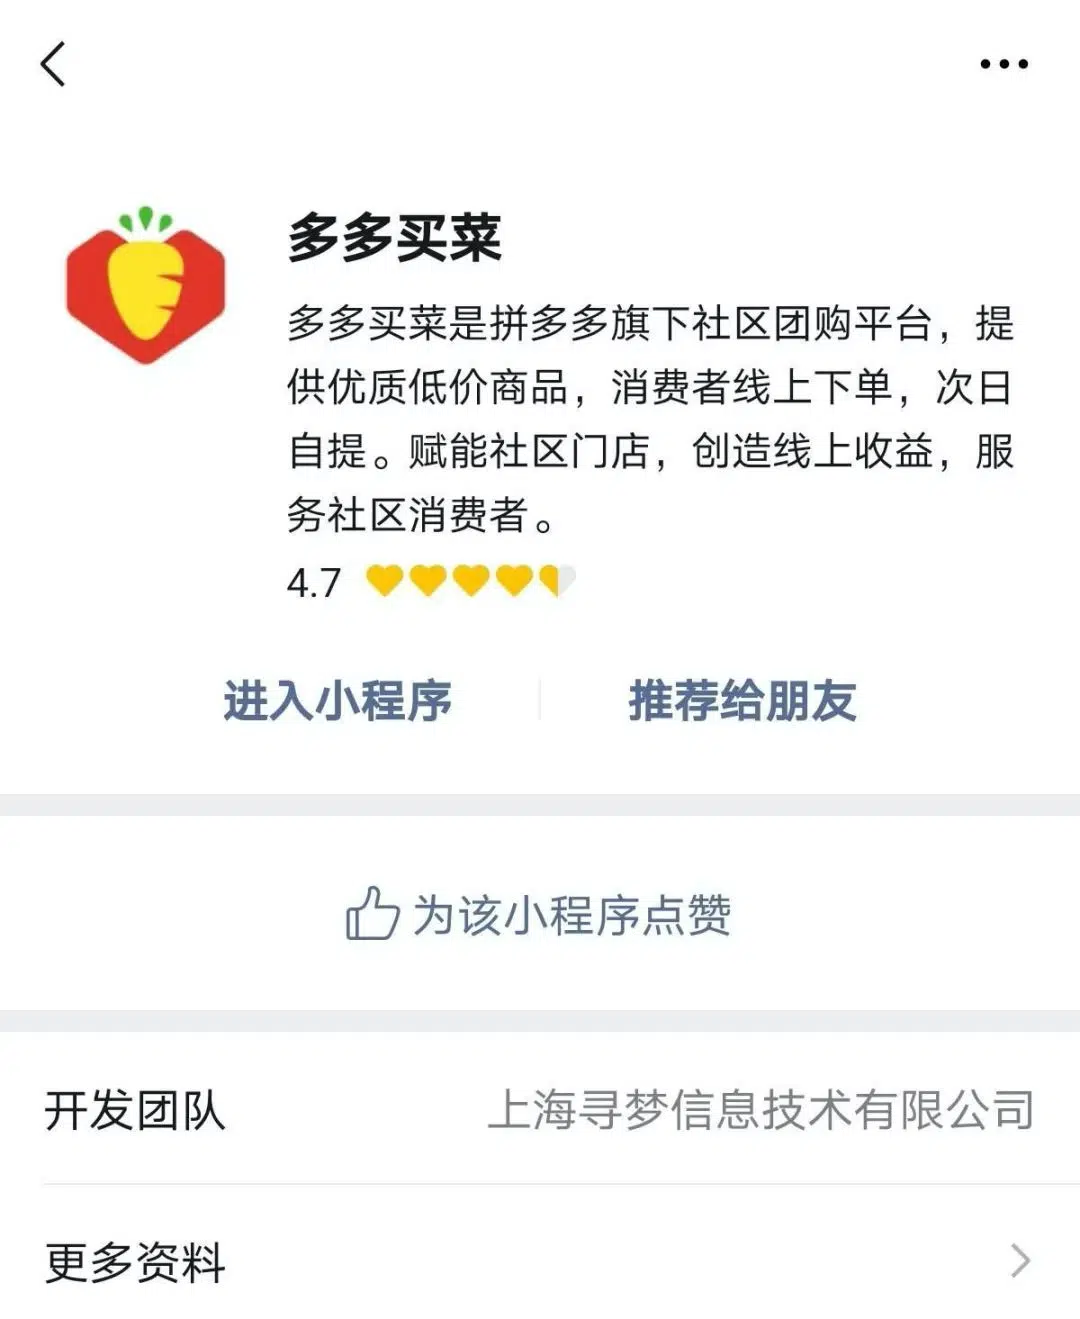 多多买菜
多多买菜是拼多多旗下社区团购平台，提
供优质低价商品，消费者线上下单，次日
自提。赋能社区门店，创造线上收益，服
务社区消费者。
4.7
进入小程序
推荐给朋友
为该小程序点赞
开发团队
上海寻梦信息技术有限公司
更多资料